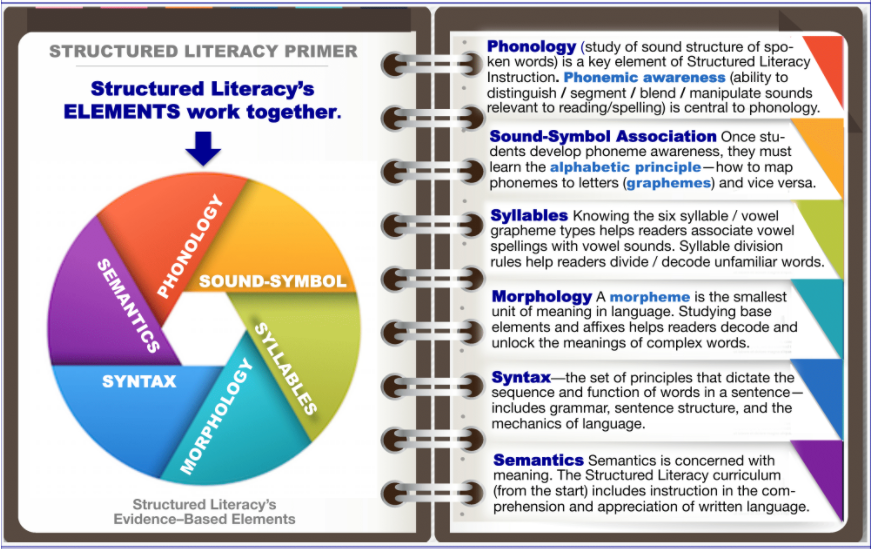 STRUCTURED LITERACY PRIMER
Structured Literacy's
ELEMENTS work together.
PHONOLOGY
SOUND-SYMBOL
SYLLABLES
MORPHOLOGY
SYNTAX
SEMANTICS
Structured Literacy's
Evidence–Based Elements
Phonology (study of sound structure of spo-
ken words) is a key element of Structured Literacy
Instruction. Phonemic awareness (ability to
distinguish / segment / blend / manipulate sounds
relevant to reading/spelling) is central to phonology.
Sound-Symbol Association Once stu-
dents develop phoneme awareness, they must
learn the alphabetic principle—how to map
phonemes to letters (graphemes) and vice versa.
Syllables Knowing the six syllable / vowel
grapheme types helps readers associate vowel
spellings with vowel sounds. Syllable division
rules help readers divide / decode unfamiliar words.
Morphology A morpheme is the smallest
unit of meaning in language. Studying base
elements and affixes helps readers decode and
unlock the meanings of complex words.
Syntax—the set of principles that dictate the
sequence and function of words in a sentence—
includes grammar, sentence structure, and the
mechanics of language.
Semantics Semantics is concerned with
meaning. The Structured Literacy curriculum
(from the start) includes instruction in the com-
prehension and appreciation of written language.